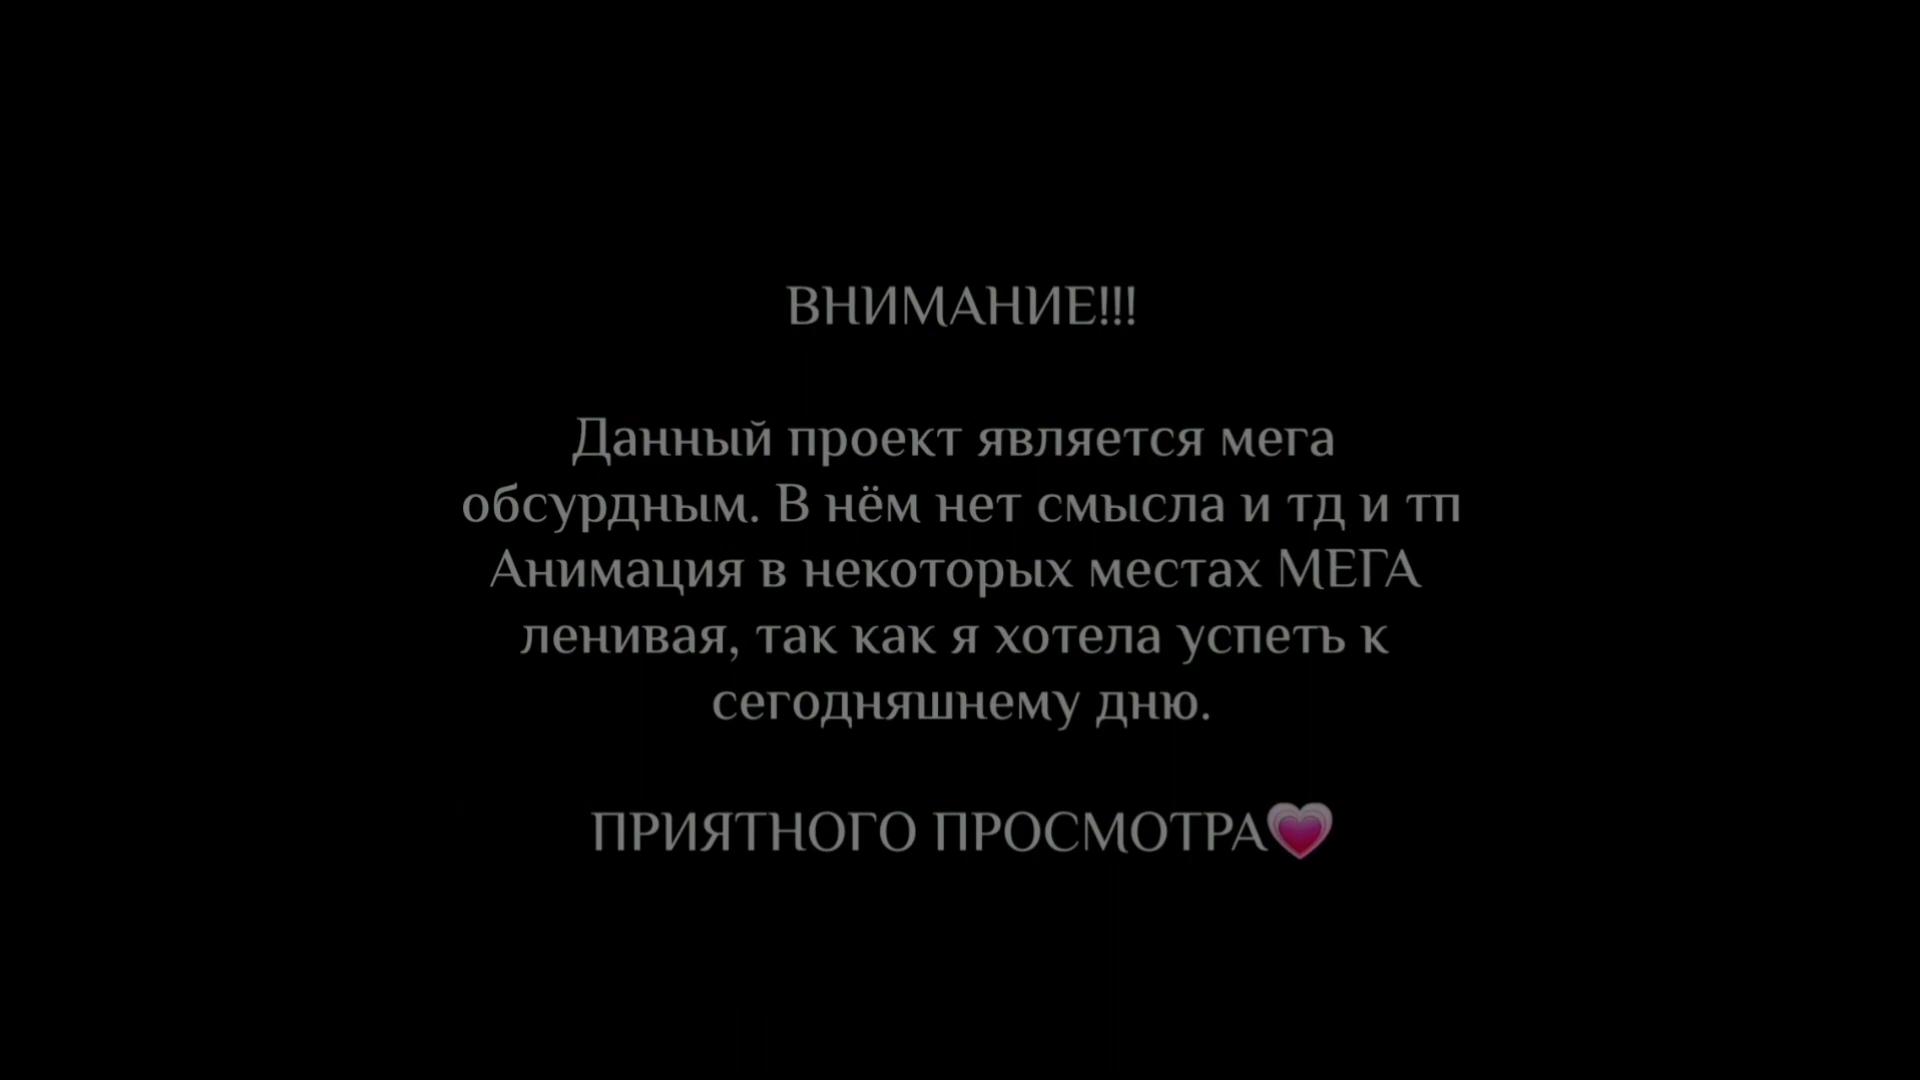 ВНИМАНИЕ!!!
Данный проект является мега
обсурдным. В нём нет смысла и тд и тп
Анимация в некоторых местах МЕГА
ленивая, так как я хотела успеть к
сегодняшнему дню.
ПРИЯТНОГО ПРОСМОТРА💗